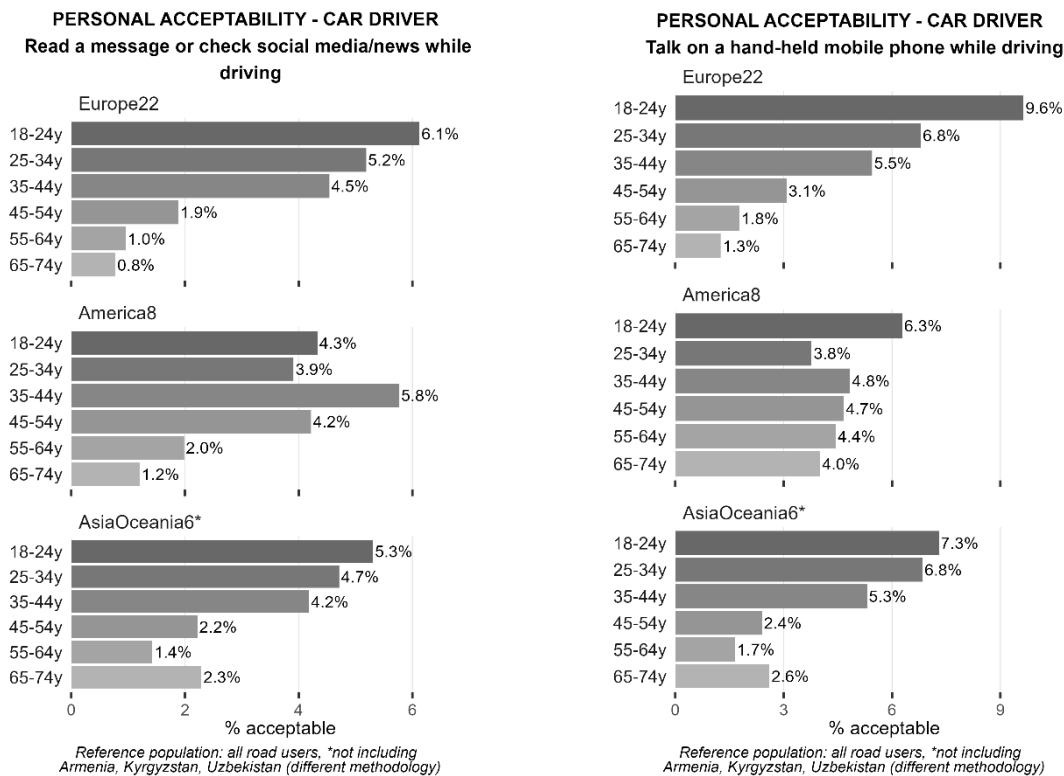 PERSONAL ACCEPTABILITY - CAR DRIVER
Read a message or check social media/news while
driving
Europe22
18-24y 6.1%
25-34y 5.2%
35-44y 4.5%
45-54y 1.9%
55-64y 1.0%
65-74y 0.8%
America8
18-24y 4.3%
25-34y 3.9%
35-44y 5.8%
45-54y 4.2%
55-64y 2.0%
65-74y 1.2%
AsiaOceania6*
18-24y 5.3%
25-34y 4.7%
35-44y 4.2%
45-54y 2.2%
55-64y 1.4%
65-74y 2.3%
0 2 4 6
% acceptable
Reference population: all road users, *not including
Armenia, Kyrgyzstan, Uzbekistan (different methodology)
PERSONAL ACCEPTABILITY - CAR DRIVER
Talk on a hand-held mobile phone while driving
Europe22
18-24y 9.6%
25-34y 6.8%
35-44y 5.5%
45-54y 3.1%
55-64y 1.8%
65-74y 1.3%
America8
18-24y 6.3%
25-34y 3.8%
35-44y 4.8%
45-54y 4.7%
55-64y 4.4%
65-74y 4.0%
AsiaOceania6*
18-24y 7.3%
25-34y 6.8%
35-44y 5.3%
45-54y 2.4%
55-64y 1.7%
65-74y 2.6%
0 3 6 9
% acceptable
Reference population: all road users, *not including
Armenia, Kyrgyzstan, Uzbekistan (different methodology)